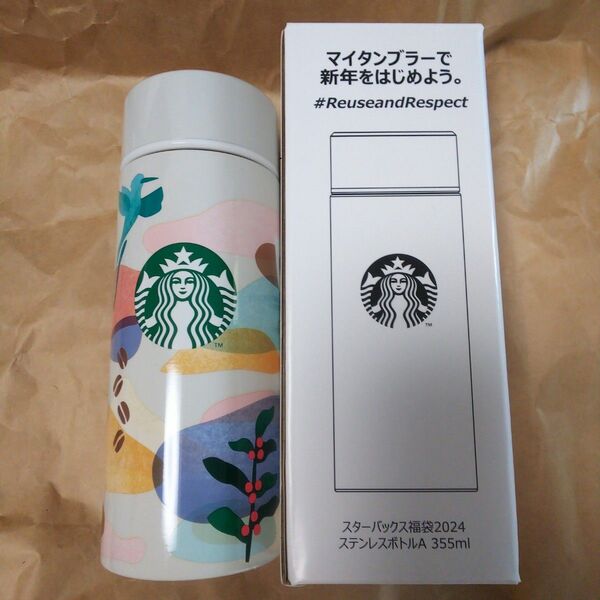 マイタンブラーで
新年をはじめよう。
#ReuseandRespect
TM
TM
スターバックス福袋2024
ステンレスボトルA 355ml